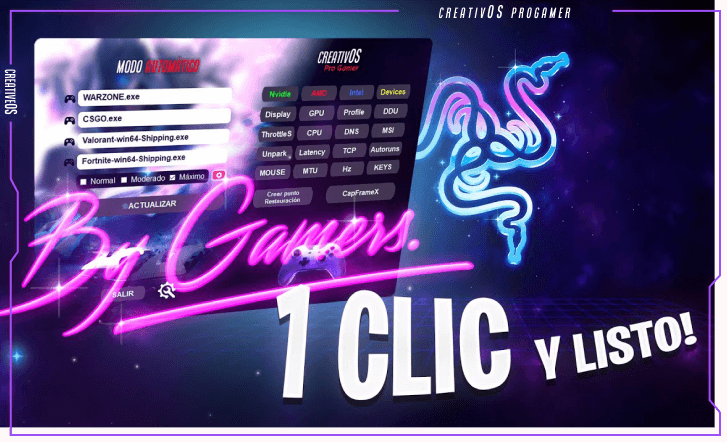 CREATIVOS PROGAMER
CREATIVEOS
MODO AUTOMÁTICO
WARZONE.exe
CSGO.exe
Valorant-win64-Shipping.exe
Fortnite-win64-Shipping.exe
Normal Moderado Máximo
ACTUALIZAR
SALIR
CREATIVOS
Pro Gamer
Nvidia AMD Intel Devices
Display GPU Profile DDU
ThrottleS CPU DNS MSI
Unpark Latency TCP Autoruns
MOUSE MTU Hz KEYS
Crear punto
Restauración
CapFrameX
By Gamers.
1 CLIC Y LISTO!